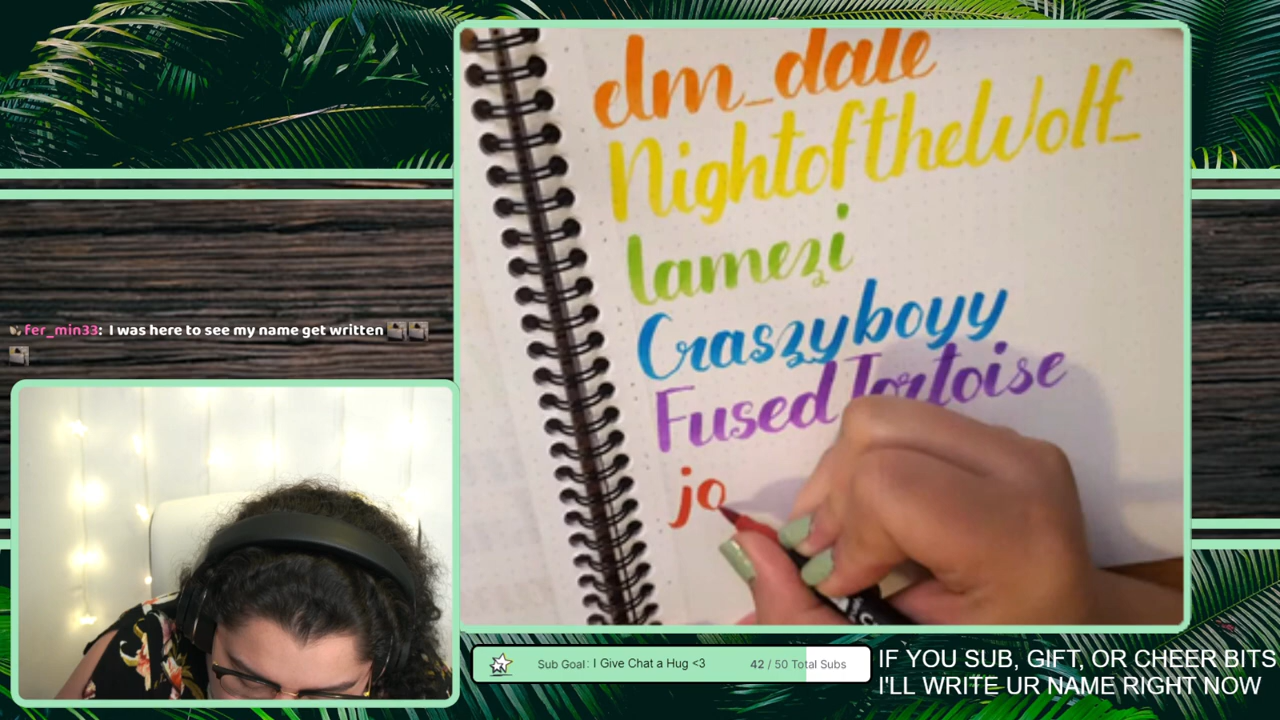 dm_dale
NightoftheWolf_
lamezi
Craszyboyy
FusedTortoise
jo
fer_min33: I was here to see my name get written
Sub Goal: I Give Chat a Hug <3
42 / 50 Total Subs
IF YOU SUB, GIFT, OR CHEER BITS
I'LL WRITE UR NAME RIGHT NOW